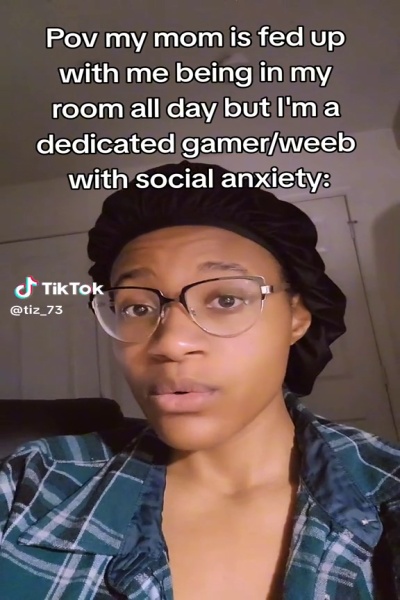 Pov my mom is fed up
with me being in my
room all day but I'm a
dedicated gamer/weeb
with social anxiety:
TikTok
@tiz_73